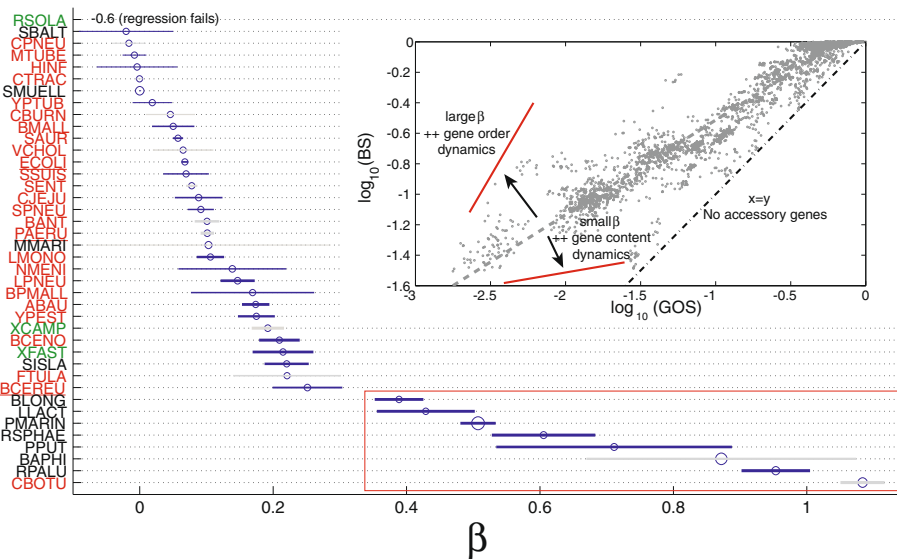 RSOLA
-0.6 (regression fails)
SBALT
CPNEU
MTUBE
HINF
CTRAC
SMUELL
YPTUB
CBURN
BMALL
SAUR
VCHOL
ECOLI
SSUIS
SENT
CJEJU
SPNEU
BANT
PAERU
MMARI
LMONO
NMENI
LPNEU
BPMALL
ABAU
YPEST
XCAMP
BCENO
XFAST
SISLA
FTULA
BCEREU
BLONG
LLACT
PMARIN
RSPHAE
PPUT
BAPHI
RPALU
CBOTU
0 0.2 0.4 0.6 0.8 1
β
0
-0.2
-0.4
-0.6
-0.8
-1
-1.2
-1.4
-1.6
log10(BS)
large β
++ gene order
dynamics
small β
++ gene content
dynamics
x=y
No accessory genes
-3 -2.5 -2 -1.5 -1 -0.5 0
log10 (GOS)